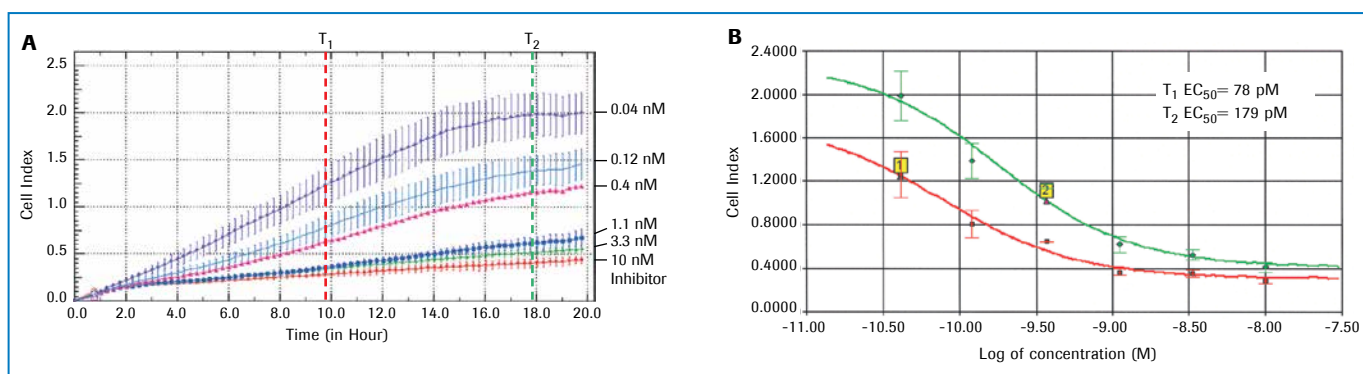 A
T1
T2
2.5
2.0
1.5
1.0
0.5
0.0
Cell Index
0.0
2.0
4.0
6.0
8.0
10.0
12.0
14.0
16.0
18.0
20.0
Time (in Hour)
0.04 nM
0.12 nM
0.4 nM
1.1 nM
3.3 nM
10 nM
Inhibitor
B
2.4000
2.0000
1.6000
1.2000
0.8000
0.4000
0.0000
Cell Index
T1 EC50= 78 pM
T2 EC50= 179 pM
1
2
-11.00
-10.50
-10.00
-9.50
-9.00
-8.50
-8.00
-7.50
Log of concentration (M)